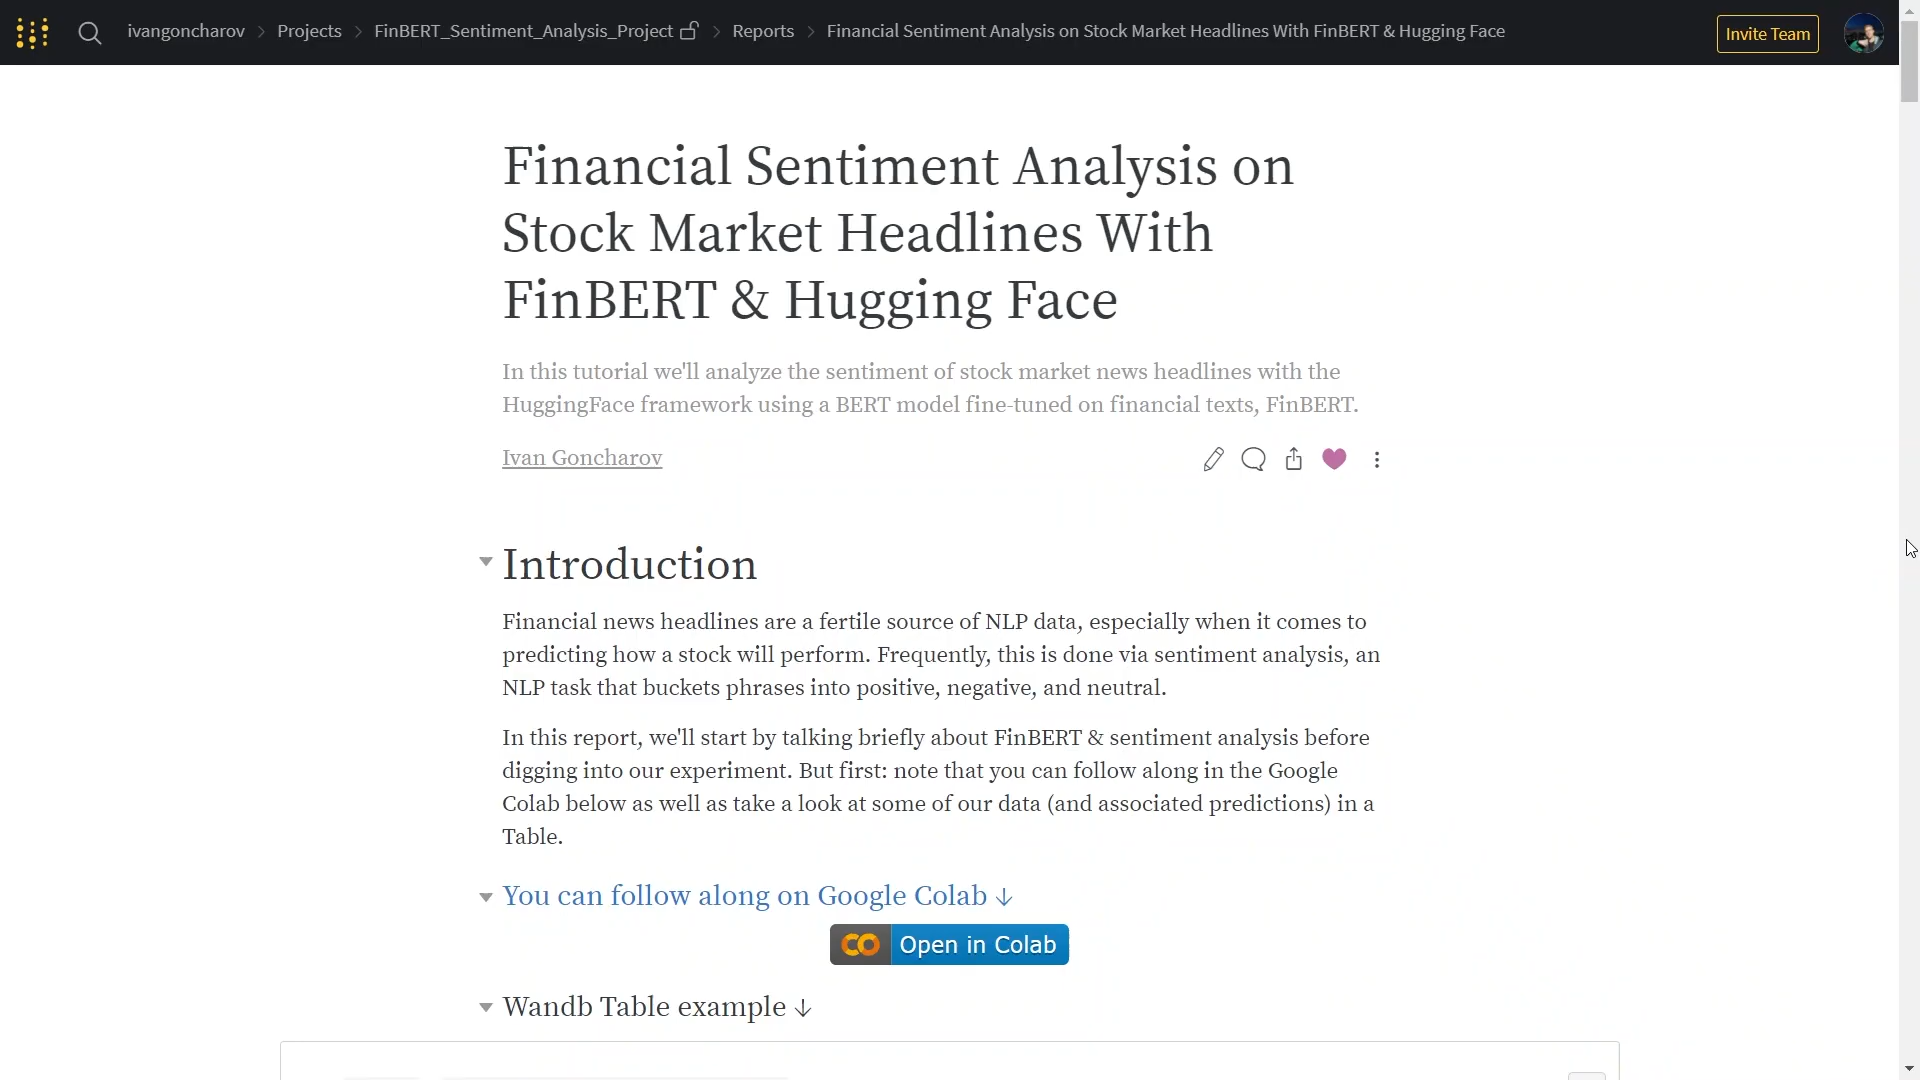 ivangoncharov > Projects > FinBERT_Sentiment_Analysis_Project > Reports > Financial Sentiment Analysis on Stock Market Headlines With FinBERT & Hugging Face
Invite Team
Financial Sentiment Analysis on
Stock Market Headlines With
FinBERT & Hugging Face
In this tutorial we'll analyze the sentiment of stock market news headlines with the
HuggingFace framework using a BERT model fine-tuned on financial texts, FinBERT.
Ivan Goncharov
Introduction
Financial news headlines are a fertile source of NLP data, especially when it comes to
predicting how a stock will perform. Frequently, this is done via sentiment analysis, an
NLP task that buckets phrases into positive, negative, and neutral.
In this report, we'll start by talking briefly about FinBERT & sentiment analysis before
digging into our experiment. But first: note that you can follow along in the Google
Colab below as well as take a look at some of our data (and associated predictions) in a
Table.
You can follow along on Google Colab ↓
Open in Colab
Wandb Table example ↓